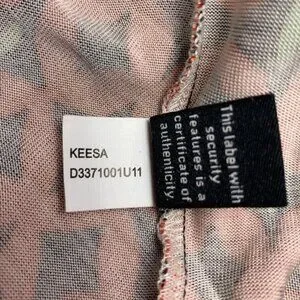 KEESA
D3371001U11
This label with
security
features is a
certificate of
authenticity